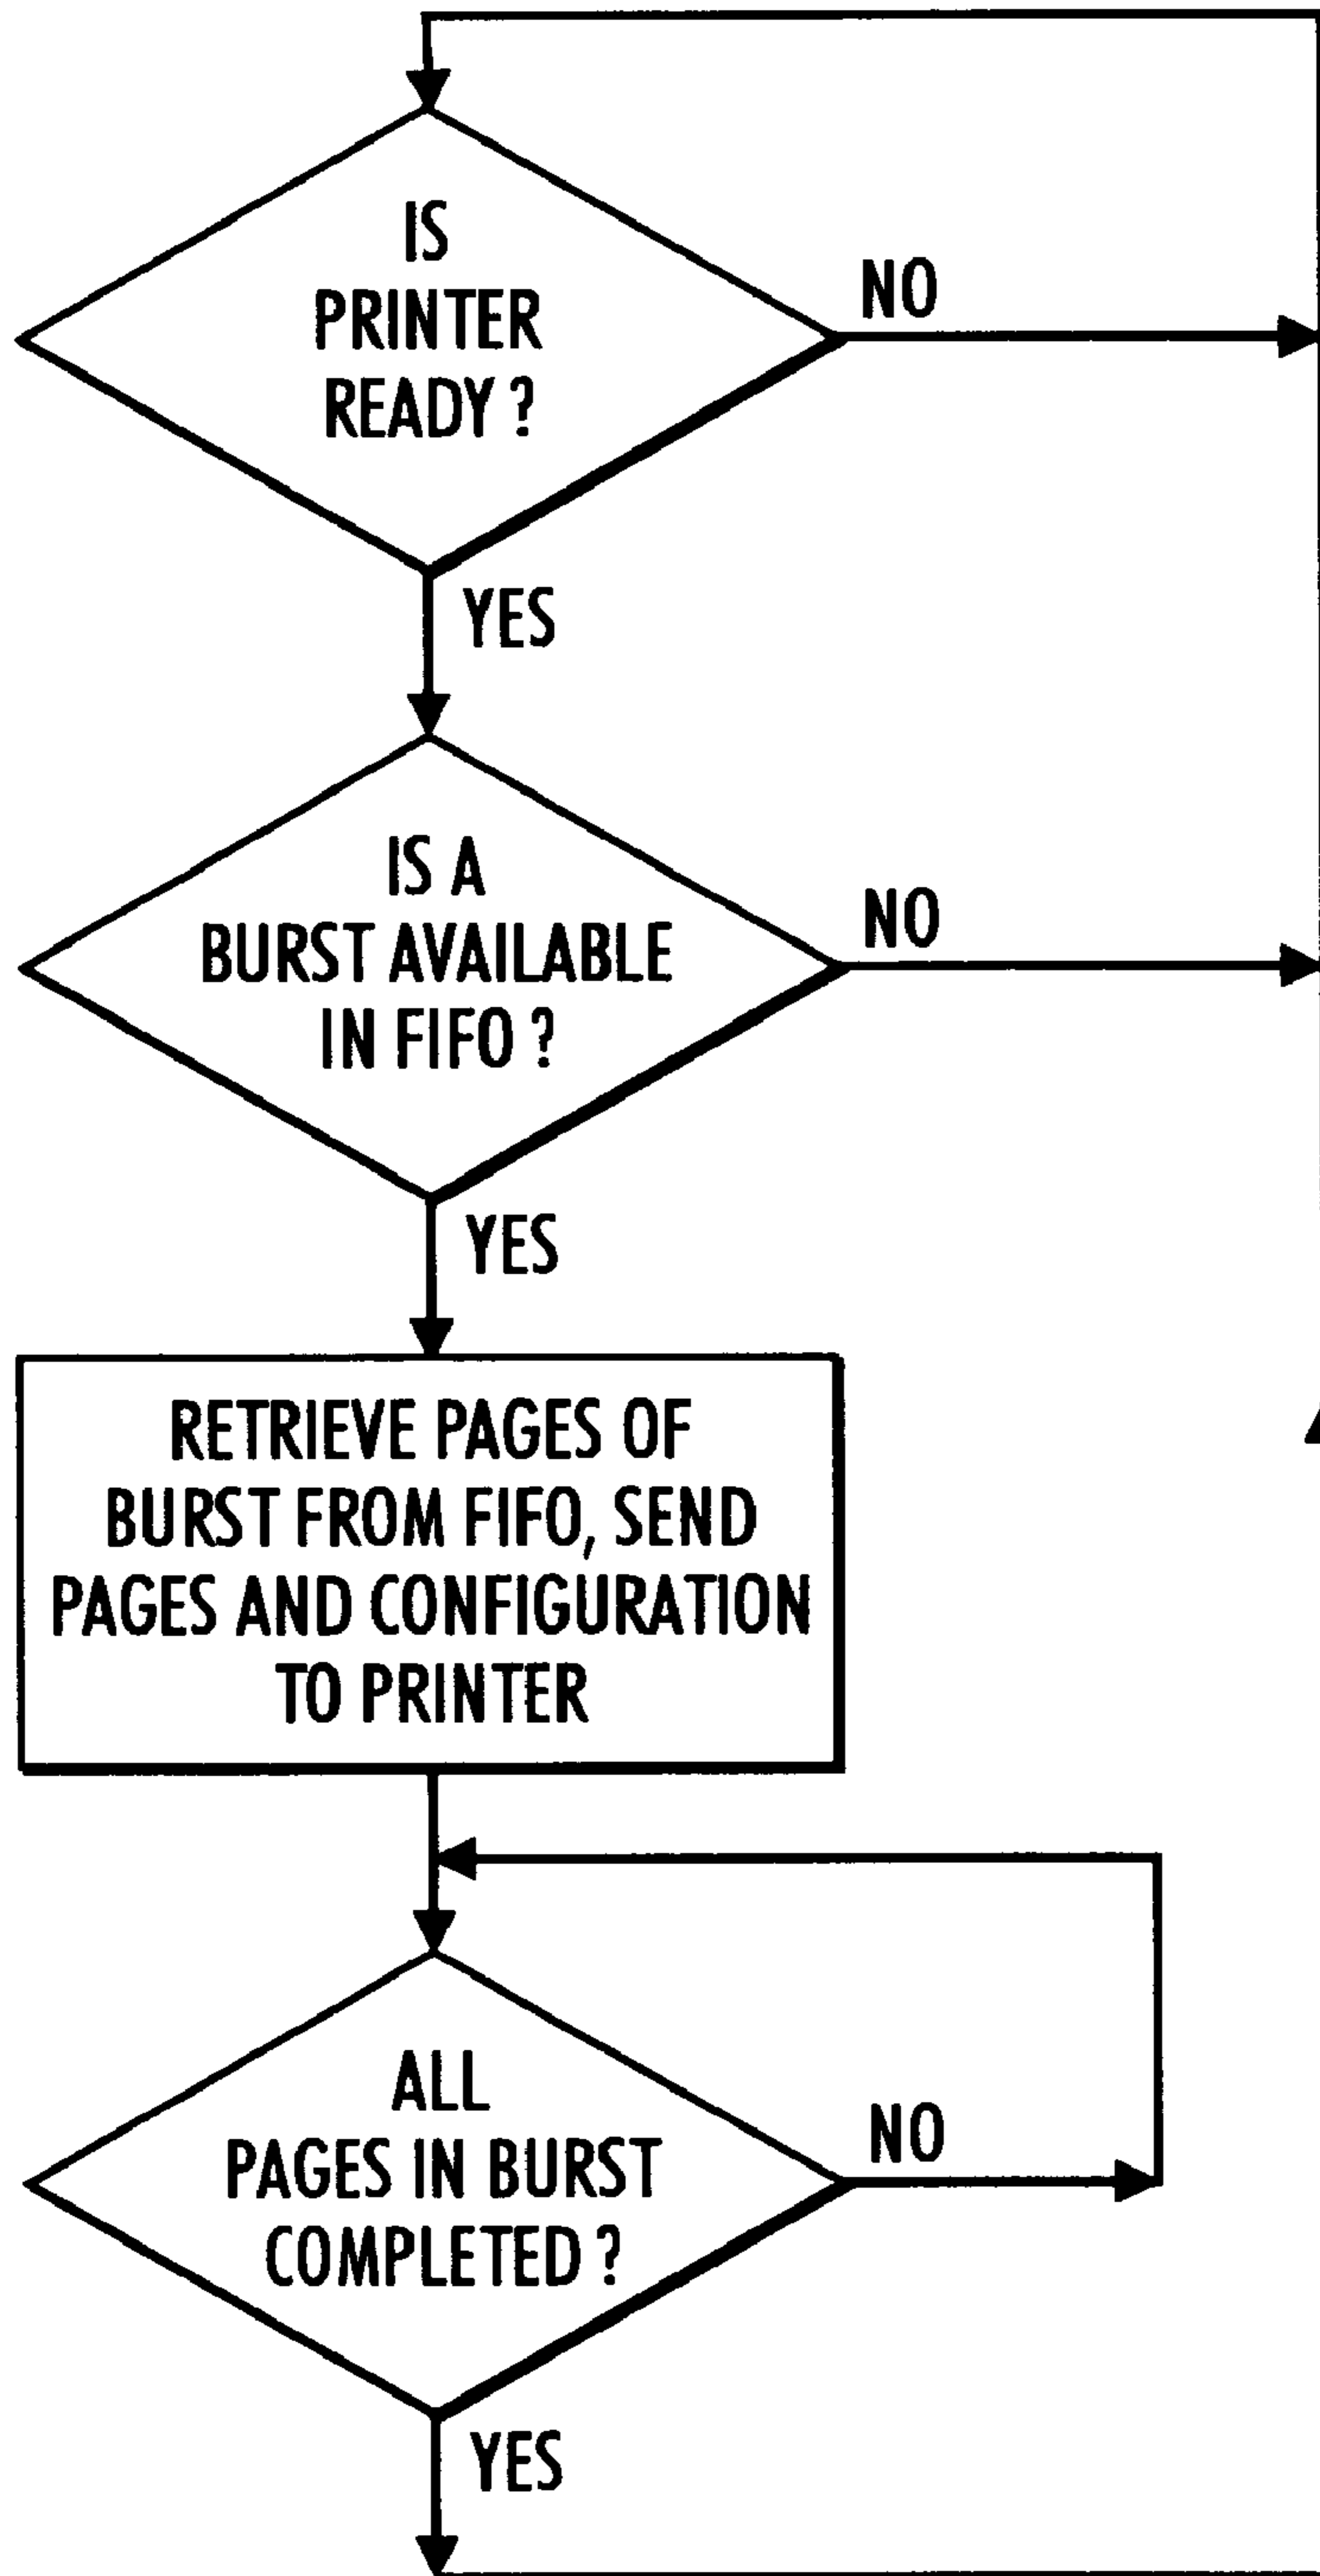 IS
PRINTER
READY ?
NO
YES
IS A
BURST AVAILABLE
IN FIFO ?
NO
YES
RETRIEVE PAGES OF
BURST FROM FIFO, SEND
PAGES AND CONFIGURATION
TO PRINTER
ALL
PAGES IN BURST
COMPLETED ?
NO
YES